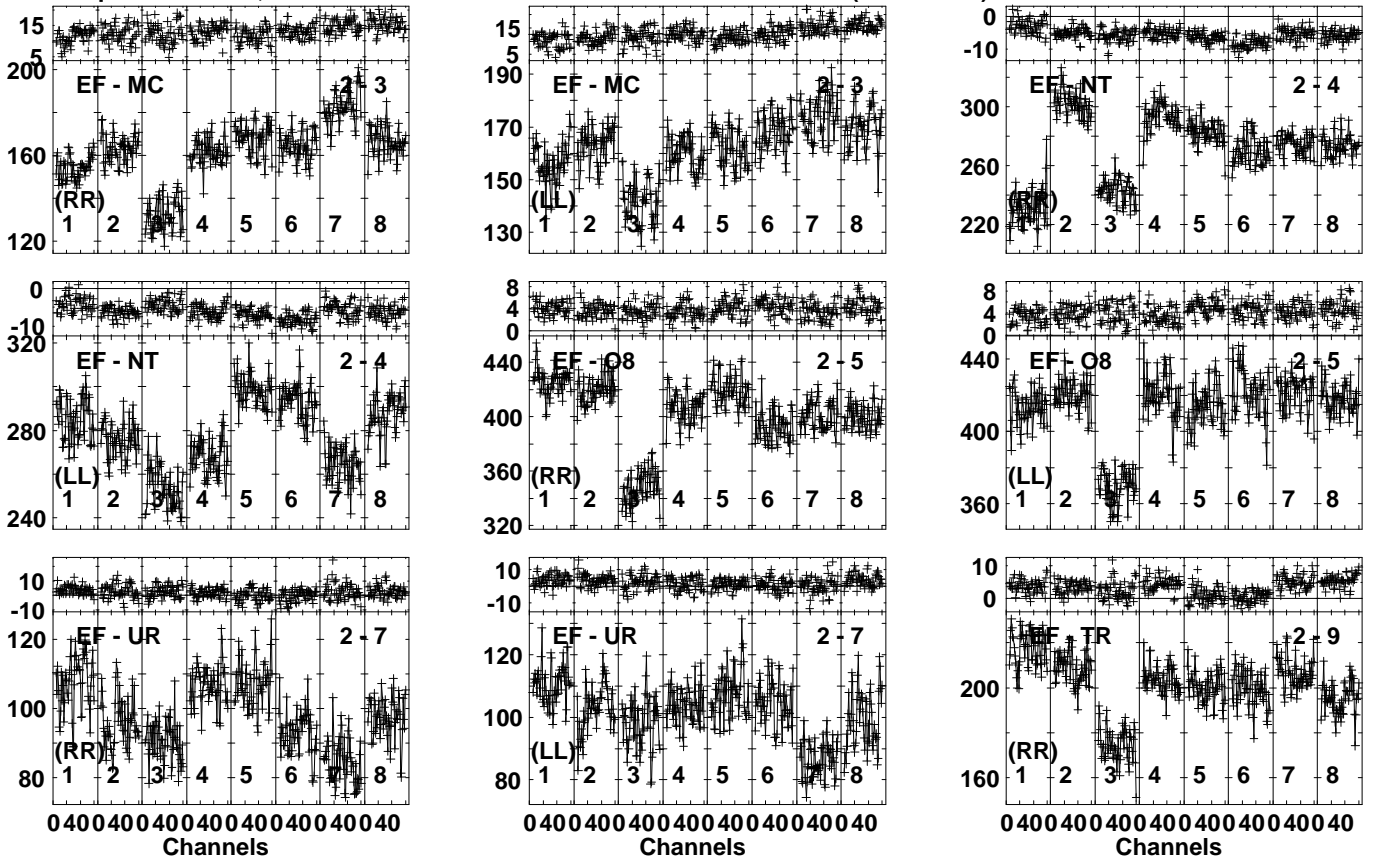 15
5
200
EF - MC 2 - 3
160
(RR)
1 2 3 4 5 6 7 8
120
15
5
190
EF - MC 2 - 3
170
150
(LL)
1 2 3 4 5 6 7 8
130
0
-10
EF - NT 2 - 4
300
260
(RR)
1 2 3 4 5 6 7 8
220
0
-10
320
EF - NT 2 - 4
280
(LL)
1 2 3 4 5 6 7 8
240
8
4
0
EF - O8 2 - 5
440
400
360
(RR)
1 2 3 4 5 6 7 8
320
8
4
0
EF - O8 2 - 5
440
400
(LL)
1 2 3 4 5 6 7 8
360
10
-10
EF - UR 2 - 7
120
100
(RR)
1 2 3 4 5 6 7 8
80
0 40 0 40 0 40 0 40 0 40 0 40 0 40 0 40
Channels
10
-10
EF - UR 2 - 7
120
100
(LL)
1 2 3 4 5 6 7 8
80
0 40 0 40 0 40 0 40 0 40 0 40 0 40 0 40
Channels
10
0
EF - TR 2 - 9
200
(RR)
1 2 3 4 5 6 7 8
160
0 40 0 40 0 40 0 40 0 40 0 40 0 40 0 40
Channels